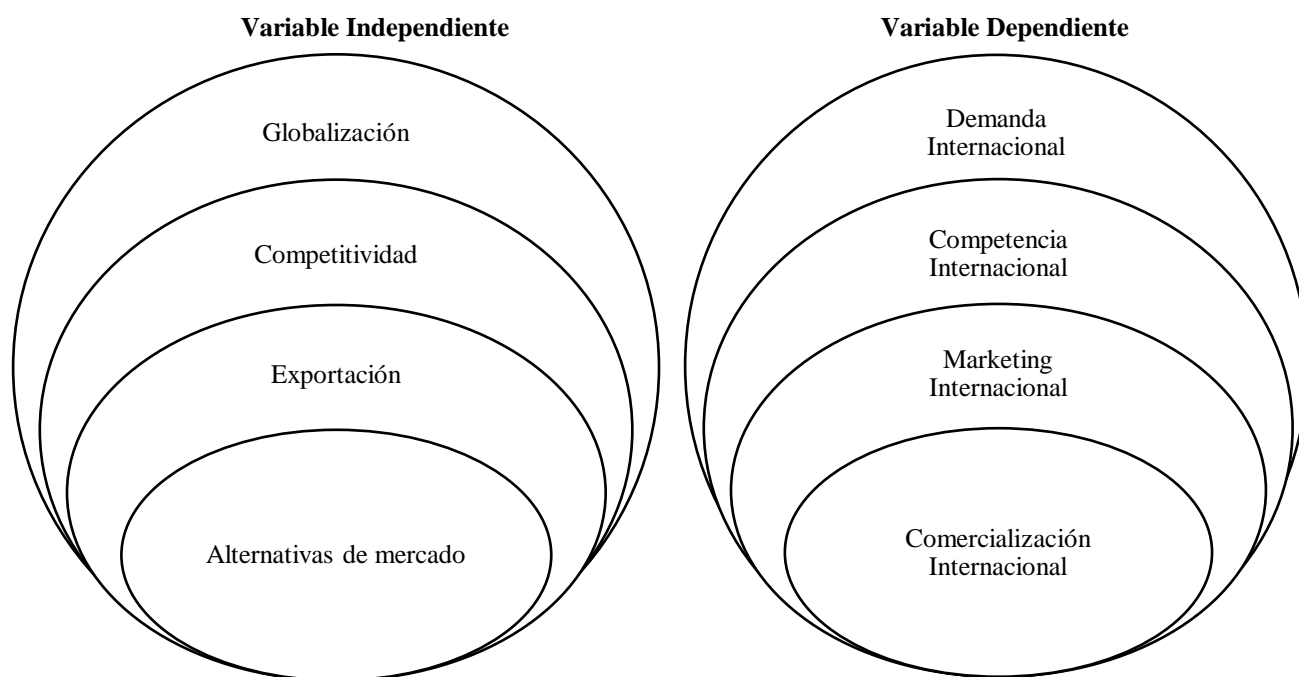 Variable Independiente
Globalización
Competitividad
Exportación
Alternativas de mercado
Variable Dependiente
Demanda
Internacional
Competencia
Internacional
Marketing
Internacional
Comercialización
Internacional